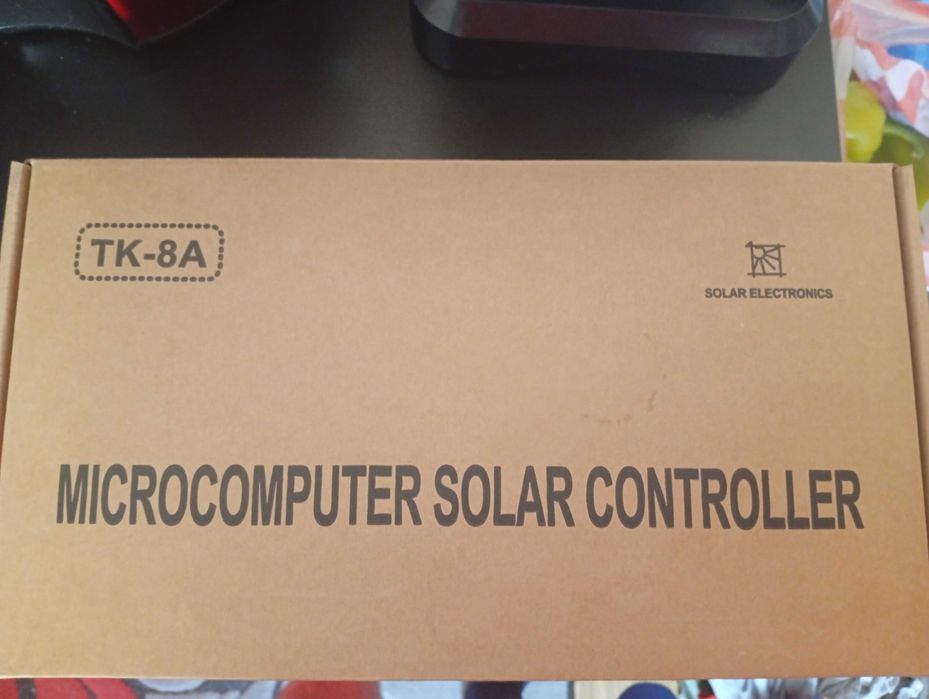 TK-8A
SOLAR ELECTRONICS
MICROCOMPUTER SOLAR CONTROLLER